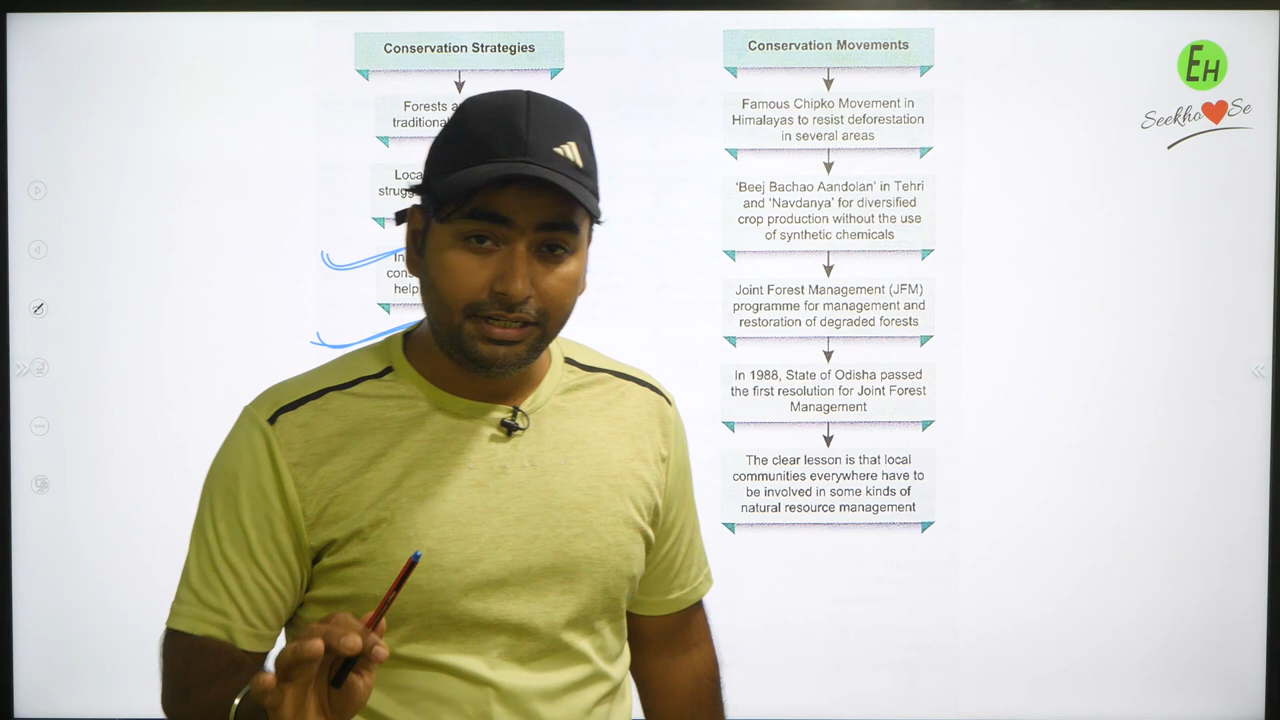 Conservation Strategies
Forests
traditional
In
help
Conservation Movements
Famous Chipko Movement in
Himalayas to resist deforestation
in several areas
'Beej Bachao Aandolan' in Tehri
and 'Navdanya' for diversified
crop production without the use
of synthetic chemicals
Joint Forest Management (JFM)
programme for management and
restoration of degraded forests
In 1988, State of Odisha passed
the first resolution for Joint Forest
Management
The clear lesson is that local
communities everywhere have to
be involved in some kinds of
natural resource management
EH
Seekho Se